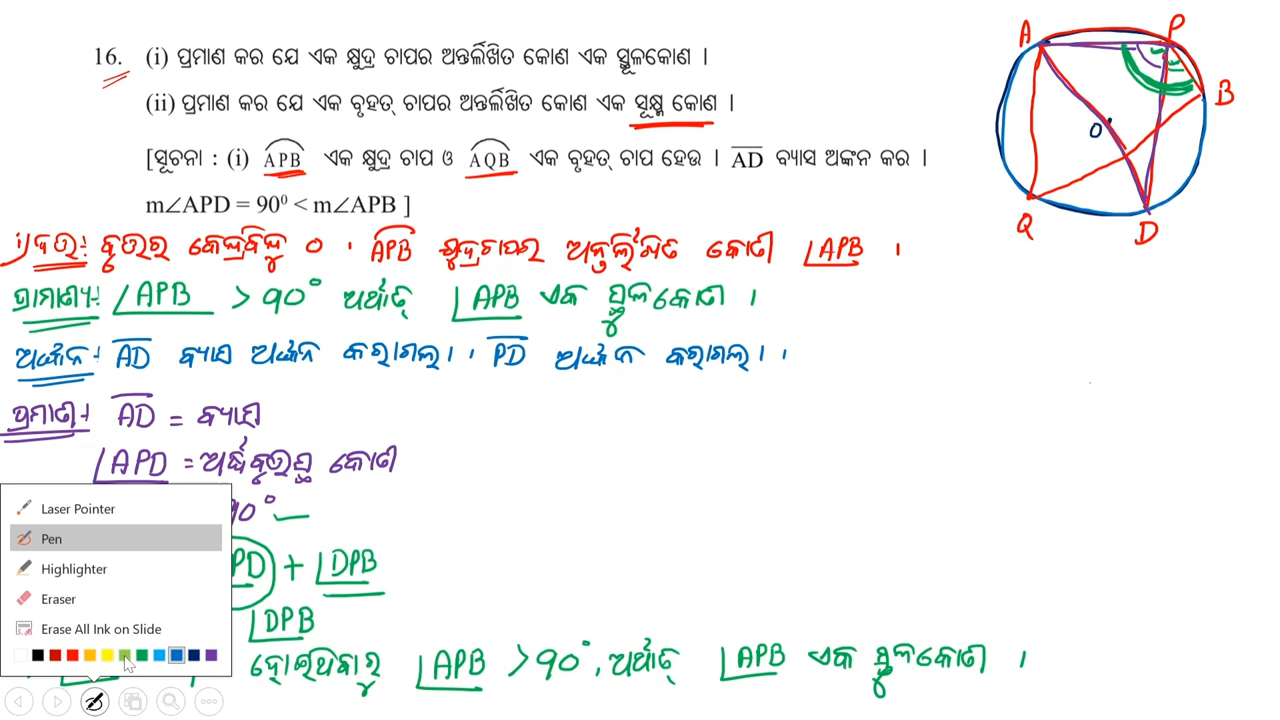 16. (i) ପ୍ରମାଣ କର ଯେ ଏକ କ୍ଷୁଦ୍ର ଚାପର ଅନ୍ତର୍ଲିଖିତ କୋଣ ଏକ ସ୍ଥୂଳକୋଣ ।
(ii) ପ୍ରମାଣ କର ଯେ ଏକ ବୃହତ୍ ଚାପର ଅନ୍ତର୍ଲିଖିତ କୋଣ ଏକ ସୂକ୍ଷ୍ମ କୋଣ ।
[ସୂଚନା : (i) APB ଏକ କ୍ଷୁଦ୍ର ଚାପ ଓ AQB ଏକ ବୃହତ୍ ଚାପ ହେଉ । AD ବ୍ୟାସ ଅଙ୍କନ କର ।
m∠APD = 90⁰ < m∠APB ]
A P B O Q D
i) ଦତ୍ତ: ବୃତ୍ତର କେନ୍ଦ୍ରବିନ୍ଦୁ O । APB କ୍ଷୁଦ୍ରଚାପର ଅନ୍ତର୍ଲିଖିତ କୋଣ ∠APB ।
ପ୍ରାମାଣ୍ୟ: ∠APB > 90° ଅର୍ଥାତ୍ ∠APB ଏକ ସ୍ଥୁଳକୋଣ ।
ଅଙ୍କନ: AD ବ୍ୟାସ ଅଙ୍କନ କରାଗଲା । PD ଅଙ୍କନ କରାଗଲା ।
ପ୍ରମାଣ: AD = ବ୍ୟାସ
∠APD = ଅର୍ଦ୍ଧବୃତ୍ତସ୍ଥ କୋଣ
90°
PD + ∠DPB
∠DPB
ହୋଇଥିବାରୁ ∠APB > 90°, ଅର୍ଥାତ୍ ∠APB ଏକ ସ୍ଥୁଳକୋଣ ।
Laser Pointer
Pen
Highlighter
Eraser
Erase All Ink on Slide